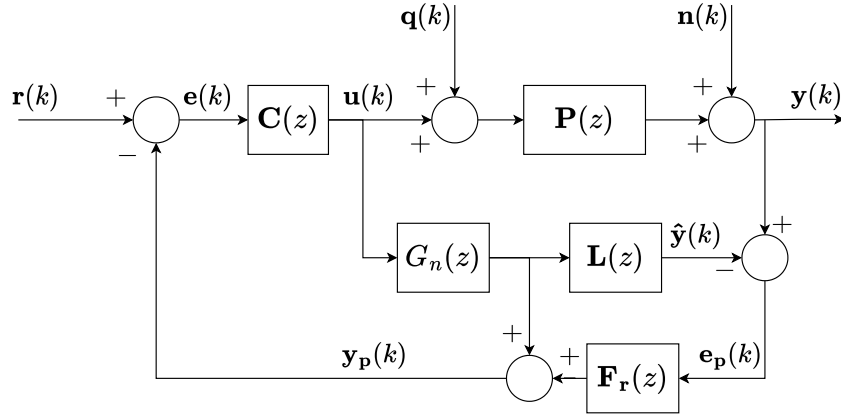 q(k)
n(k)
r(k)
+
e(k)
C(z)
u(k)
+
+
P(z)
+
+
y(k)
−
G_n(z)
L(z)
ŷ(k)
+
−
y_p(k)
+
+
F_r(z)
e_p(k)